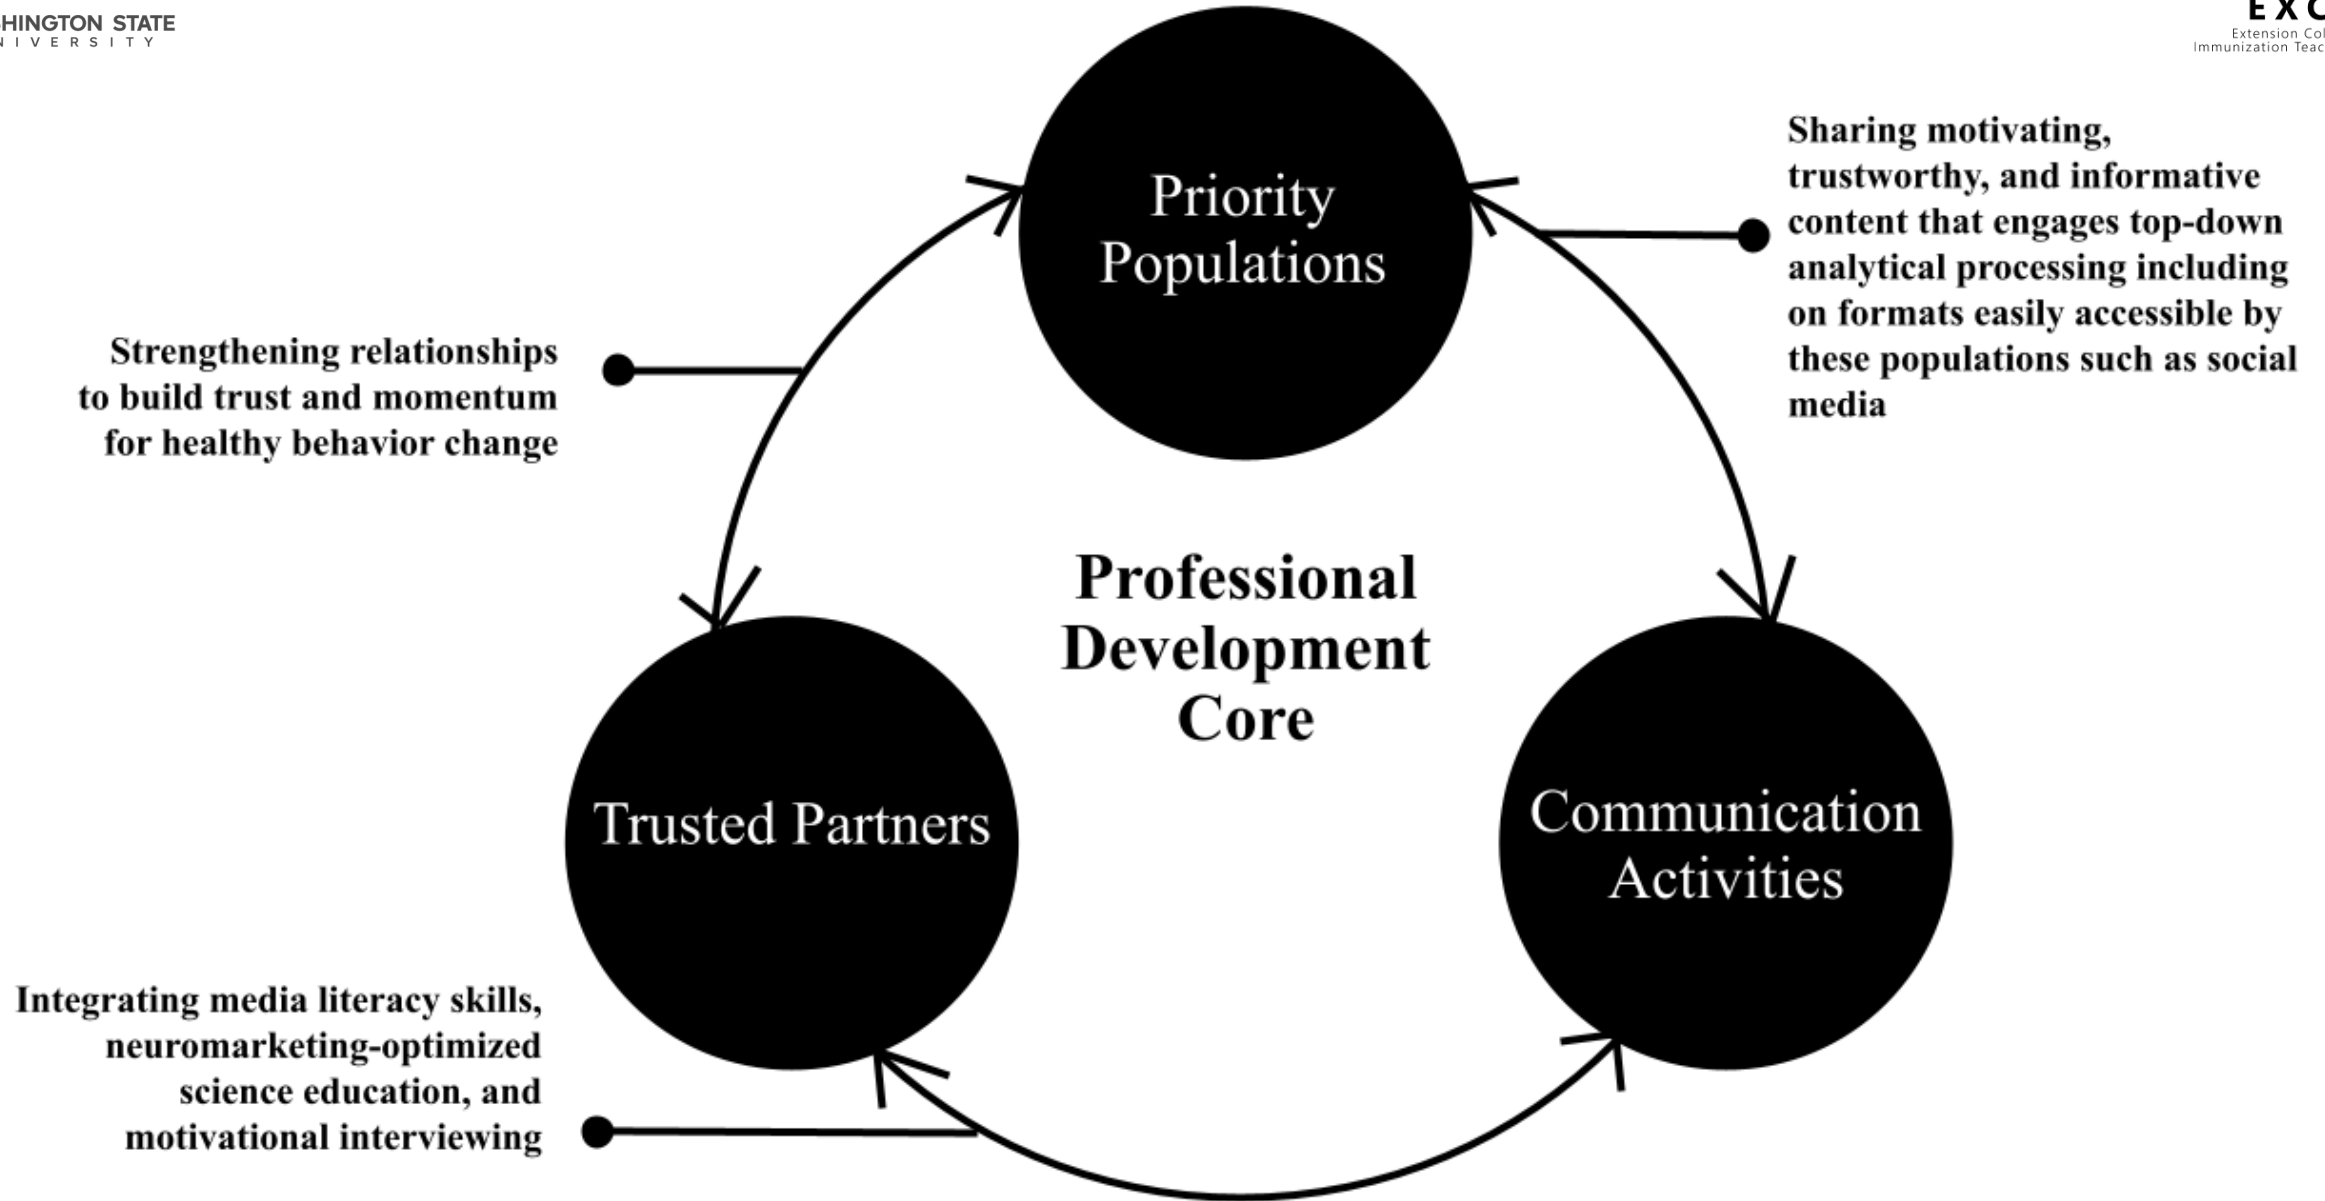 STATE
Extension
Immunization
Priority
Populations
Sharing motivating,
trustworthy, and informative
content that engages top-down
analytical processing including
on formats easily accessible by
these populations such as social
media
Strengthening relationships
to build trust and momentum
for healthy behavior change
Professional
Development
Core
Trusted Partners
Communication
Activities
Integrating media literacy skills,
neuromarketing-optimized
science education, and
motivational interviewing